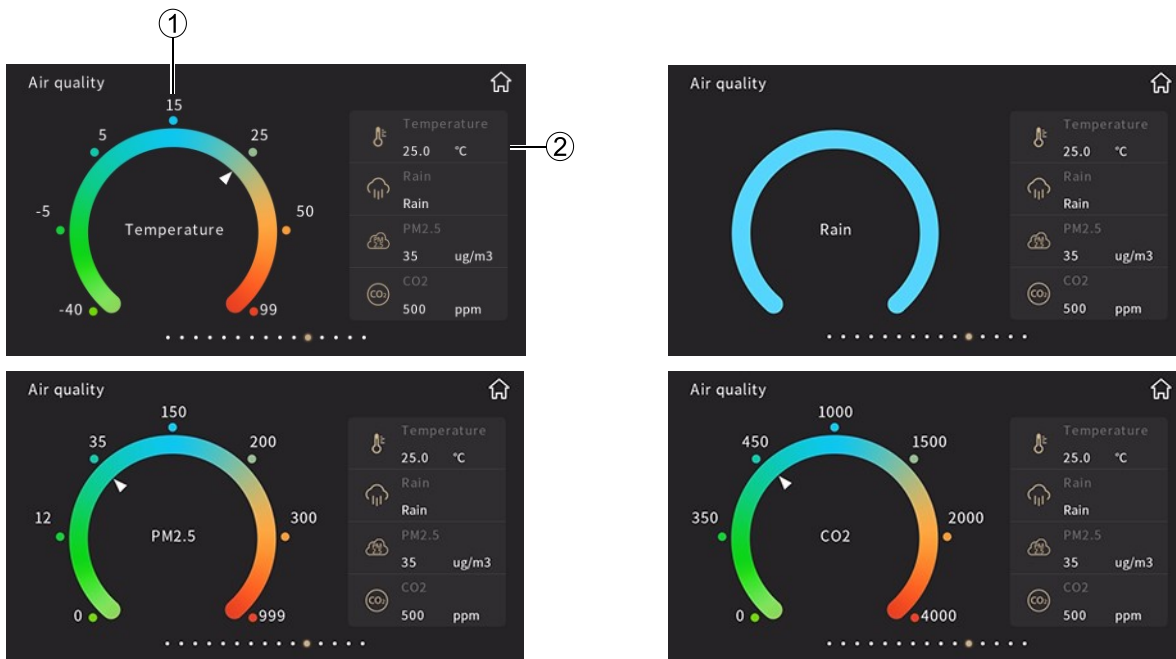 1
Air quality
15
5
25
-5
50
-40
99
Temperature
Temperature
25.0 °C
Rain
Rain
PM2.5
35 ug/m3
CO2
500 ppm
2
Air quality
Rain
Temperature
25.0 °C
Rain
Rain
PM2.5
35 ug/m3
CO2
500 ppm
Air quality
150
35
200
12
300
0
999
PM2.5
Temperature
25.0 °C
Rain
Rain
PM2.5
35 ug/m3
CO2
500 ppm
Air quality
1000
450
1500
350
2000
0
4000
CO2
Temperature
25.0 °C
Rain
Rain
PM2.5
35 ug/m3
CO2
500 ppm